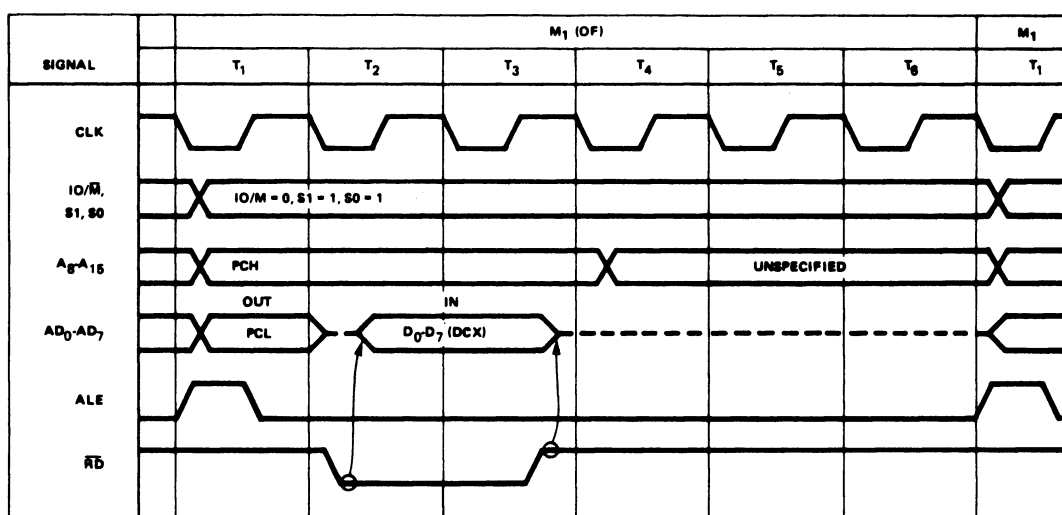 M1 (OF) M1
SIGNAL T1 T2 T3 T4 T5 T6 T1
CLK
IO/M̅,
S1, S0
IO/M = 0, S1 = 1, S0 = 1
A8-A15 PCH UNSPECIFIED
OUT IN
AD0-AD7 PCL D0-D7 (DCX)
ALE
R̅D̅